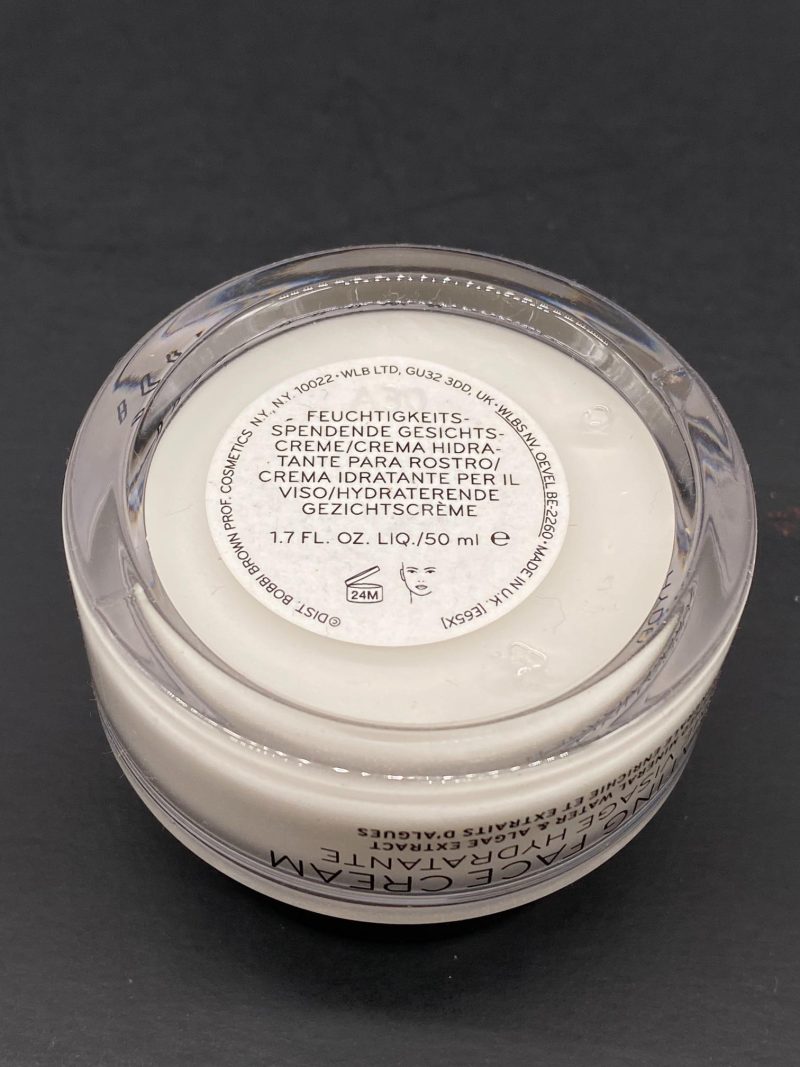 ©DIST. BOBBI BROWN PROF. COSMETICS N.Y., N.Y. 10022 • WLB LTD, GU32 3DD, UK • WLBS NV, OEVEL BE-2260 • MADE IN U.K. [E65X]
FEUCHTIGKEITS-
SPENDENDE GESICHTS-
CREME/CREMA HIDRA-
TANTE PARA ROSTRO/
CREMA IDRATANTE PER IL
VISO/HYDRATERENDE
GEZICHTSCRÈME
1.7 FL. OZ. LIQ./50 ml ℮
24M
FACE CREAM
VISAGE HYDRATANTE
WATER & ALGAE EXTRACT
ENRICHIE ET EXTRAITS D'ALGUES